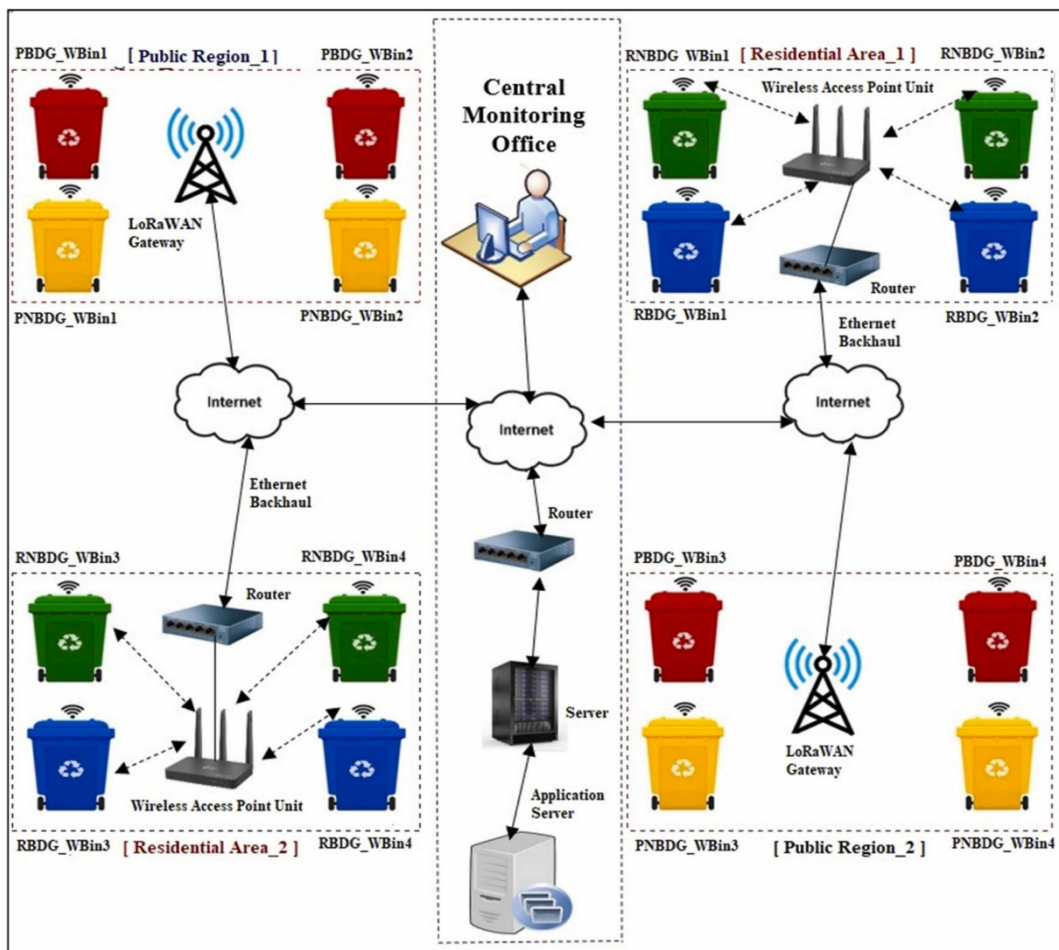 PBDG_WBin1
[ Public Region_1]
PBDG_WBin2
LoRaWAN
Gateway
PNBDG_WBin1
PNBDG_WBin2
Central
Monitoring
Office
RNBDG_WBin1
[ Residential Area_1 ]
RNBDG_WBin2
Wireless Access Point Unit
Router
RBDG_WBin1
RBDG_WBin2
Ethernet
Backhaul
Internet
Internet
Internet
Ethernet
Backhaul
Router
RNBDG_WBin3
RNBDG_WBin4
Router
Wireless Access Point Unit
RBDG_WBin3
[ Residential Area_2 ]
RBDG_WBin4
Server
Application
Server
PBDG_WBin3
PBDG_WBin4
LoRaWAN
Gateway
PNBDG_WBin3
[ Public Region_2 ]
PNBDG_WBin4